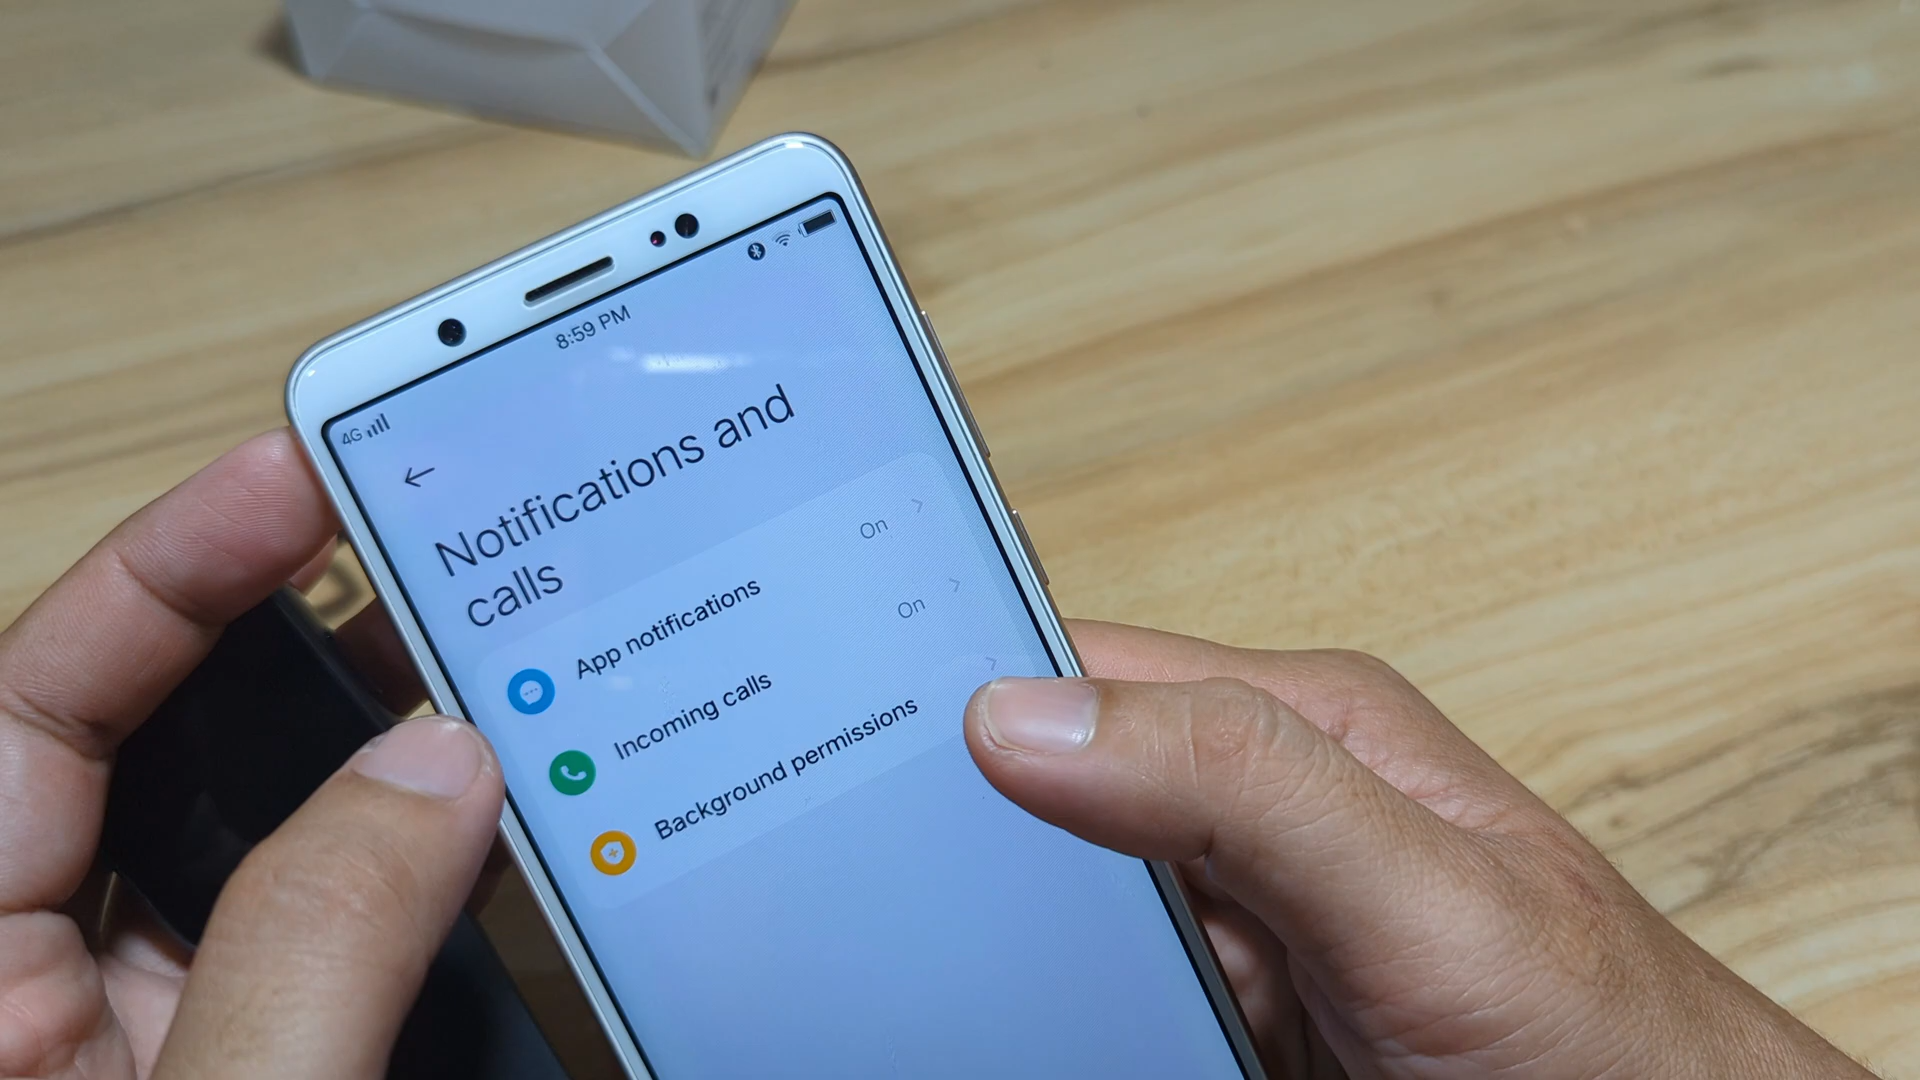 8:59 PM
4G
Notifications and
calls
App notifications
On
Incoming calls
On
Background permissions